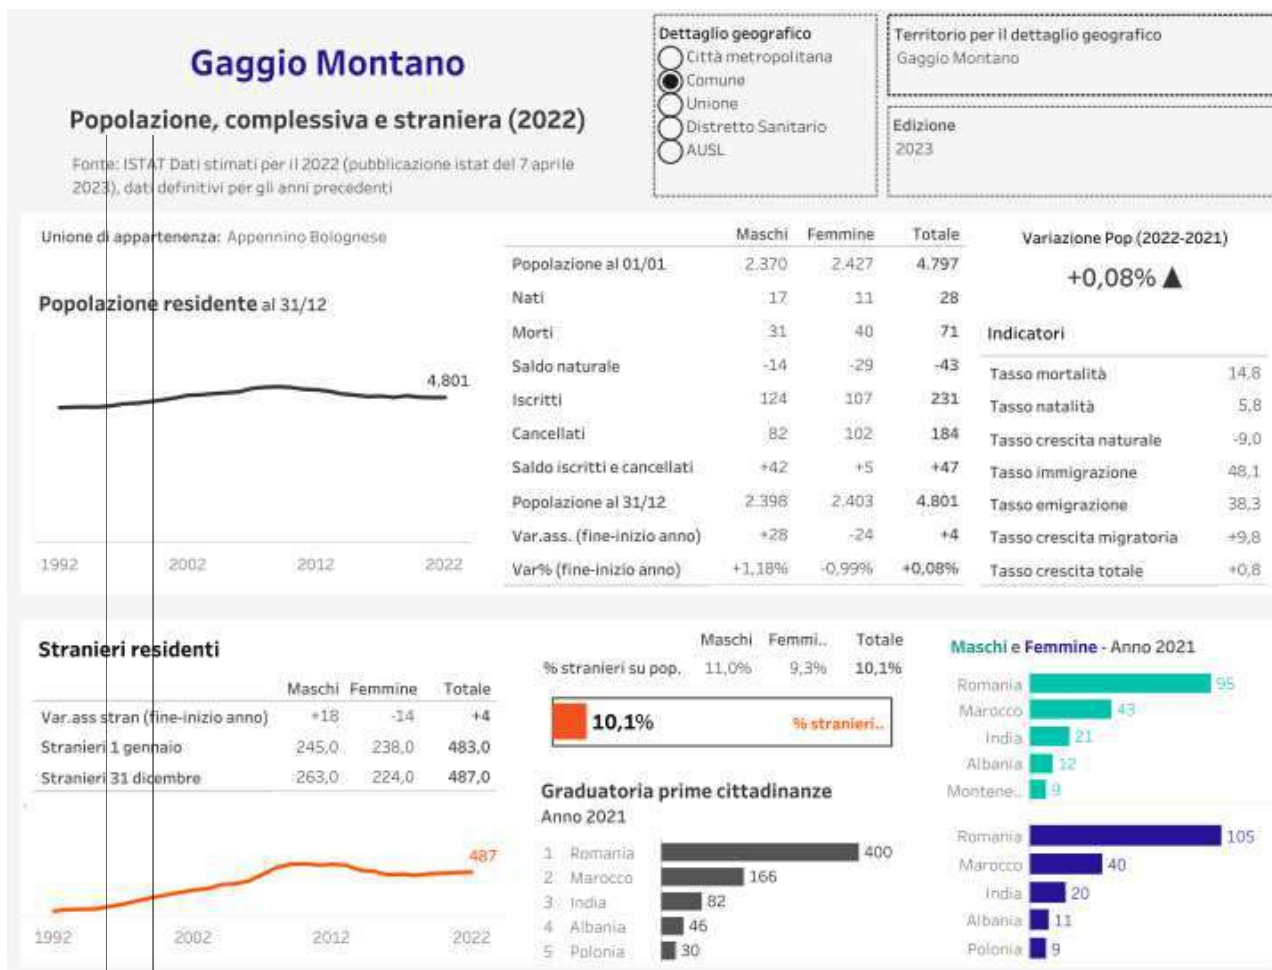 Gaggio Montano
Popolazione, complessiva e straniera (2022)
Fonte: ISTAT Dati stimati per il 2022 (pubblicazione istat del 7 aprile
2023), dati definitivi per gli anni precedenti
Dettaglio geografico
Città metropolitana
Comune
Unione
Distretto Sanitario
AUSL
Territorio per il dettaglio geografico
Gaggio Montano
Edizione
2023
Unione di appartenenza: Appennino Bolognese
Popolazione residente al 31/12
4.801
1992 2002 2012 2022
Maschi Femmine Totale
Popolazione al 01/01 2.370 2.427 4.797
Nati 17 11 28
Morti 31 40 71
Saldo naturale -14 -29 -43
Iscritti 124 107 231
Cancellati 82 102 184
Saldo iscritti e cancellati +42 +5 +47
Popolazione al 31/12 2.398 2.403 4.801
Var.ass. (fine-inizio anno) +28 -24 +4
Var% (fine-inizio anno) +1,18% -0,99% +0,08%
Variazione Pop (2022-2021)
+0,08% ▲
Indicatori
Tasso mortalità 14,8
Tasso natalità 5,8
Tasso crescita naturale -9,0
Tasso immigrazione 48,1
Tasso emigrazione 38,3
Tasso crescita migratoria +9,8
Tasso crescita totale +0,8
Stranieri residenti
Maschi Femmine Totale
Var.ass stran (fine-inizio anno) +18 -14 +4
Stranieri 1 gennaio 245,0 238,0 483,0
Stranieri 31 dicembre 263,0 224,0 487,0
487
1992 2002 2012 2022
Maschi Femmi.. Totale
% stranieri su pop. 11,0% 9,3% 10,1%
10,1% % stranieri..
Graduatoria prime cittadinanze
Anno 2021
1 Romania 400
2 Marocco 166
3 India 82
4 Albania 46
5 Polonia 30
Maschi e Femmine - Anno 2021
Romania 95
Marocco 43
India 21
Albania 12
Montene.. 9
Romania 105
Marocco 40
India 20
Albania 11
Polonia 9